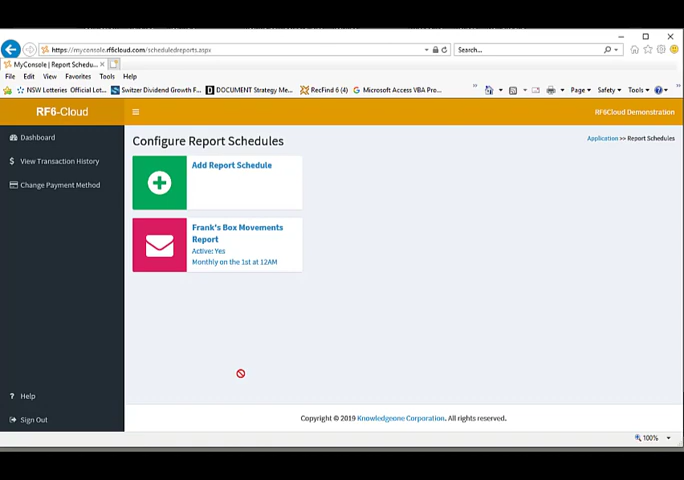 https://myconsole.rf6cloud.com/scheduledreports.aspx
Search...
MyConsole | Report Schedu...
File Edit View Favorites Tools Help
NSW Lotteries Official Lot... Switzer Dividend Growth F... DOCUMENT Strategy Me... RecFind 6 (4) Microsoft Access VBA Pro... Page Safety Tools
RF6-Cloud
RF6Cloud Demonstration
Dashboard
View Transaction History
Change Payment Method
Configure Report Schedules
Application >> Report Schedules
Add Report Schedule
Frank's Box Movements
Report
Active: Yes
Monthly on the 1st at 12AM
Help
Sign Out
Copyright © 2019 Knowledgeone Corporation. All rights reserved.
100%